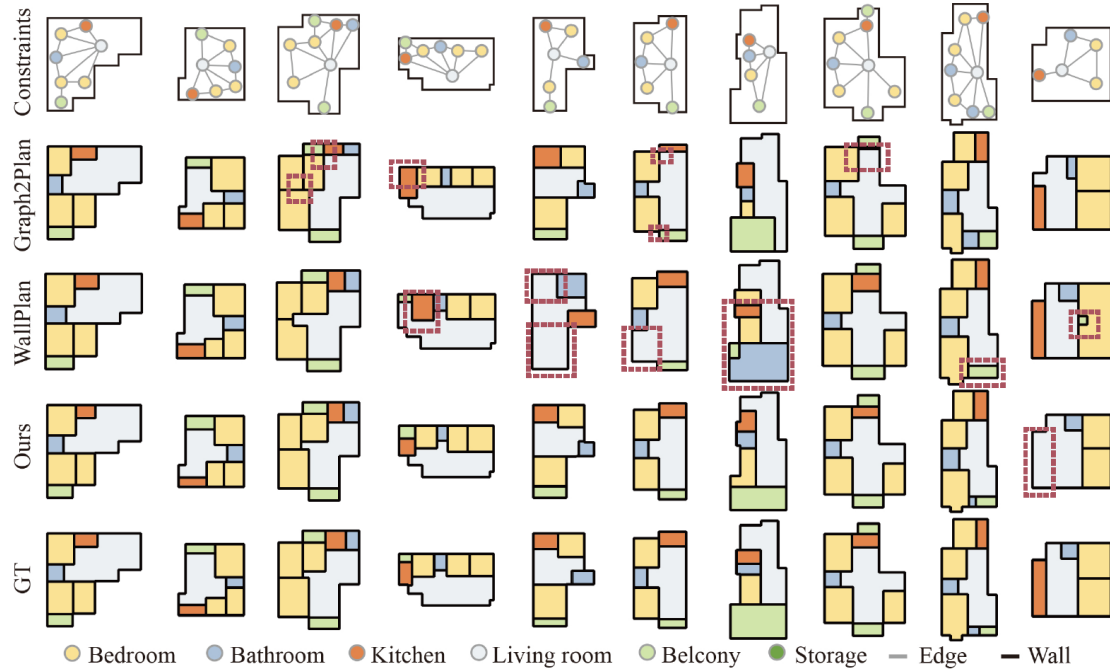 Constraints
Graph2Plan
WallPlan
Ours
GT
Bedroom Bathroom Kitchen Living room Belcony Storage Edge Wall